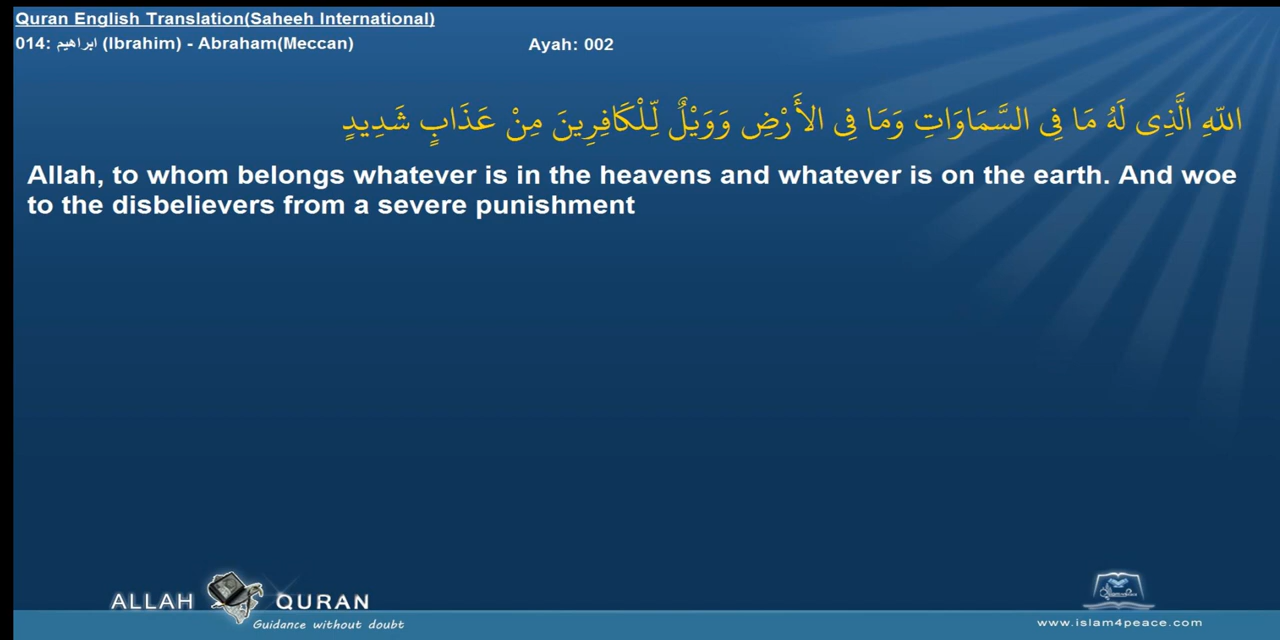 Quran English Translation(Saheeh International)
014: ابراهيم (Ibrahim) - Abraham(Meccan) Ayah: 002
اللّهِ الَّذِى لَهُ مَا فِى السَّمَاوَاتِ وَمَا فِى الأَرْضِ وَوَيْلٌ لِّلْكَافِرِينَ مِنْ عَذَابٍ شَدِيدٍ
Allah, to whom belongs whatever is in the heavens and whatever is on the earth. And woe
to the disbelievers from a severe punishment
ALLAH QURAN
Guidance without doubt
www.islam4peace.com